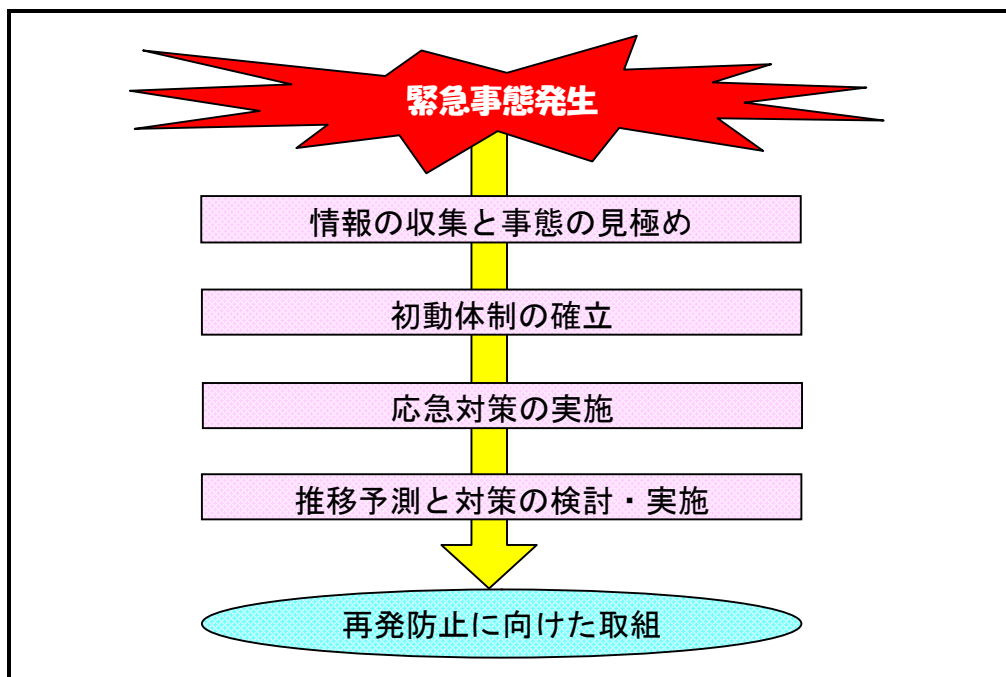 緊急事態発生
情報の収集と事態の見極め
初動体制の確立
応急対策の実施
推移予測と対策の検討・実施
再発防止に向けた取組